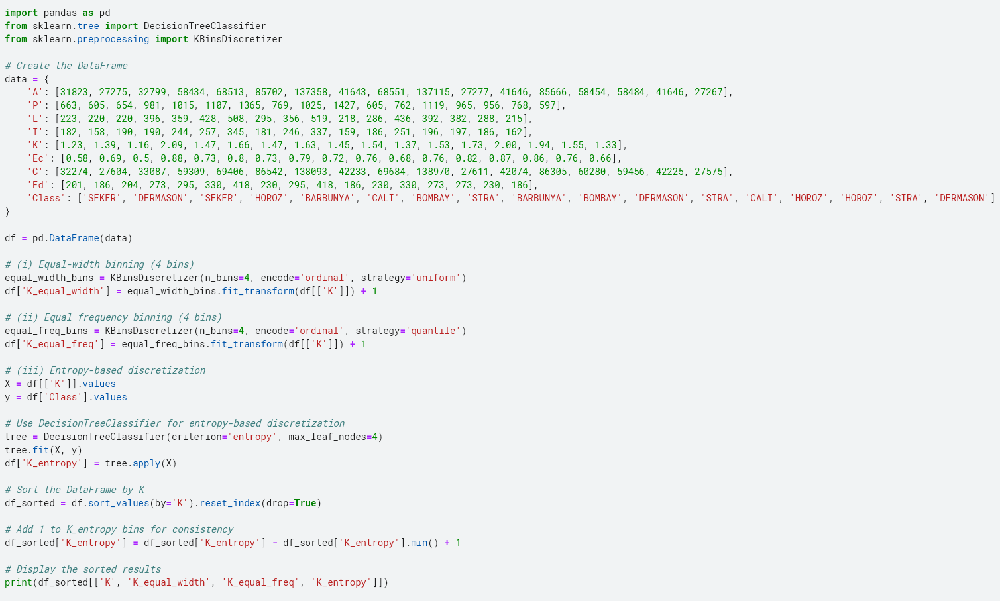 import pandas as pd
from sklearn.tree import DecisionTreeClassifier
from sklearn.preprocessing import KBinsDiscretizer

# Create the DataFrame
data = {
    'A': [31823, 27275, 32799, 58434, 68513, 85702, 137358, 41643, 68551, 137115, 27277, 41646, 85666, 58454, 58484, 41646, 27267],
    'P': [663, 605, 654, 981, 1015, 1107, 1365, 769, 1025, 1427, 605, 762, 1119, 965, 956, 768, 597],
    'L': [223, 220, 220, 396, 359, 428, 508, 295, 356, 519, 218, 286, 436, 392, 382, 288, 215],
    'I': [182, 158, 190, 190, 244, 257, 345, 181, 246, 337, 159, 186, 251, 196, 197, 186, 162],
    'K': [1.23, 1.39, 1.16, 2.09, 1.47, 1.66, 1.47, 1.63, 1.45, 1.54, 1.37, 1.53, 1.73, 2.00, 1.94, 1.55, 1.33],
    'Ec': [0.58, 0.69, 0.5, 0.88, 0.73, 0.8, 0.73, 0.79, 0.72, 0.76, 0.68, 0.76, 0.82, 0.87, 0.86, 0.76, 0.66],
    'C': [32274, 27604, 33087, 59309, 69406, 86542, 138093, 42233, 69684, 138970, 27611, 42074, 86305, 60280, 59456, 42225, 27575],
    'Ed': [201, 186, 204, 273, 295, 330, 418, 230, 295, 418, 186, 230, 330, 273, 273, 230, 186],
    'Class': ['SEKER', 'DERMASON', 'SEKER', 'HOROZ', 'BARBUNYA', 'CALI', 'BOMBAY', 'SIRA', 'BARBUNYA', 'BOMBAY', 'DERMASON', 'SIRA', 'CALI', 'HOROZ', 'HOROZ', 'SIRA', 'DERMASON']
}

df = pd.DataFrame(data)

# (i) Equal-width binning (4 bins)
equal_width_bins = KBinsDiscretizer(n_bins=4, encode='ordinal', strategy='uniform')
df['K_equal_width'] = equal_width_bins.fit_transform(df[['K']]) + 1

# (ii) Equal frequency binning (4 bins)
equal_freq_bins = KBinsDiscretizer(n_bins=4, encode='ordinal', strategy='quantile')
df['K_equal_freq'] = equal_freq_bins.fit_transform(df[['K']]) + 1

# (iii) Entropy-based discretization
X = df[['K']].values
y = df['Class'].values

# Use DecisionTreeClassifier for entropy-based discretization
tree = DecisionTreeClassifier(criterion='entropy', max_leaf_nodes=4)
tree.fit(X, y)
df['K_entropy'] = tree.apply(X)

# Sort the DataFrame by K
df_sorted = df.sort_values(by='K').reset_index(drop=True)

# Add 1 to K_entropy bins for consistency
df_sorted['K_entropy'] = df_sorted['K_entropy'] - df_sorted['K_entropy'].min() + 1

# Display the sorted results
print(df_sorted[['K', 'K_equal_width', 'K_equal_freq', 'K_entropy']])